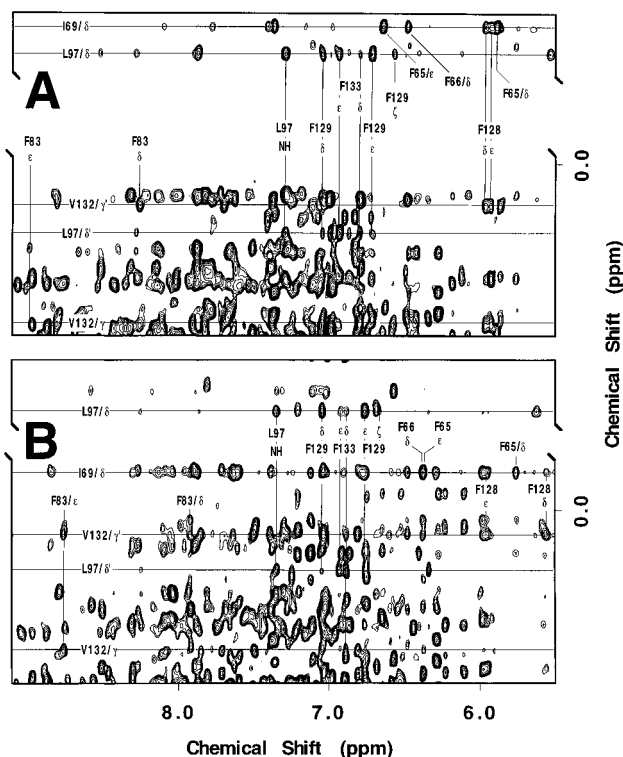 I69/δ
L97/δ
A
F65/ε
F66/δ
F65/δ
F133
ε δ
F129
ζ
F83
ε
F83
δ
L97
NH
F129
δ
F129
ε
F128
δ ε
0.0
V132/γ'
L97/δ'
V132/γ
Chemical Shift (ppm)
L97/δ
B
δ ε δ ε ζ
L97
NH
F129
F133
F129
F66
δ
F65
ε
F65/δ
I69/δ
F83/ε
F83/δ
F128
ε
F128
δ
0.0
V132/γ'
L97/δ'
V132/γ
8.0 7.0 6.0
Chemical Shift (ppm)